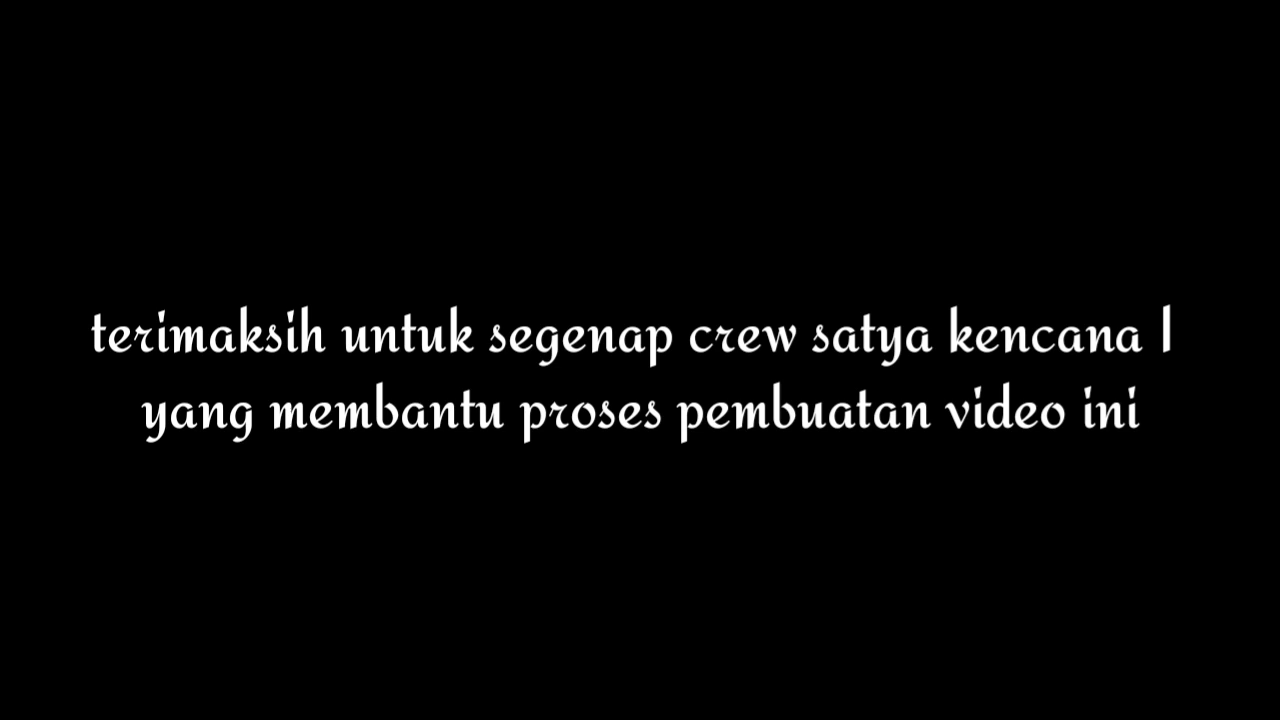 terimaksih untuk segenap crew satya kencana I
yang membantu proses pembuatan video ini